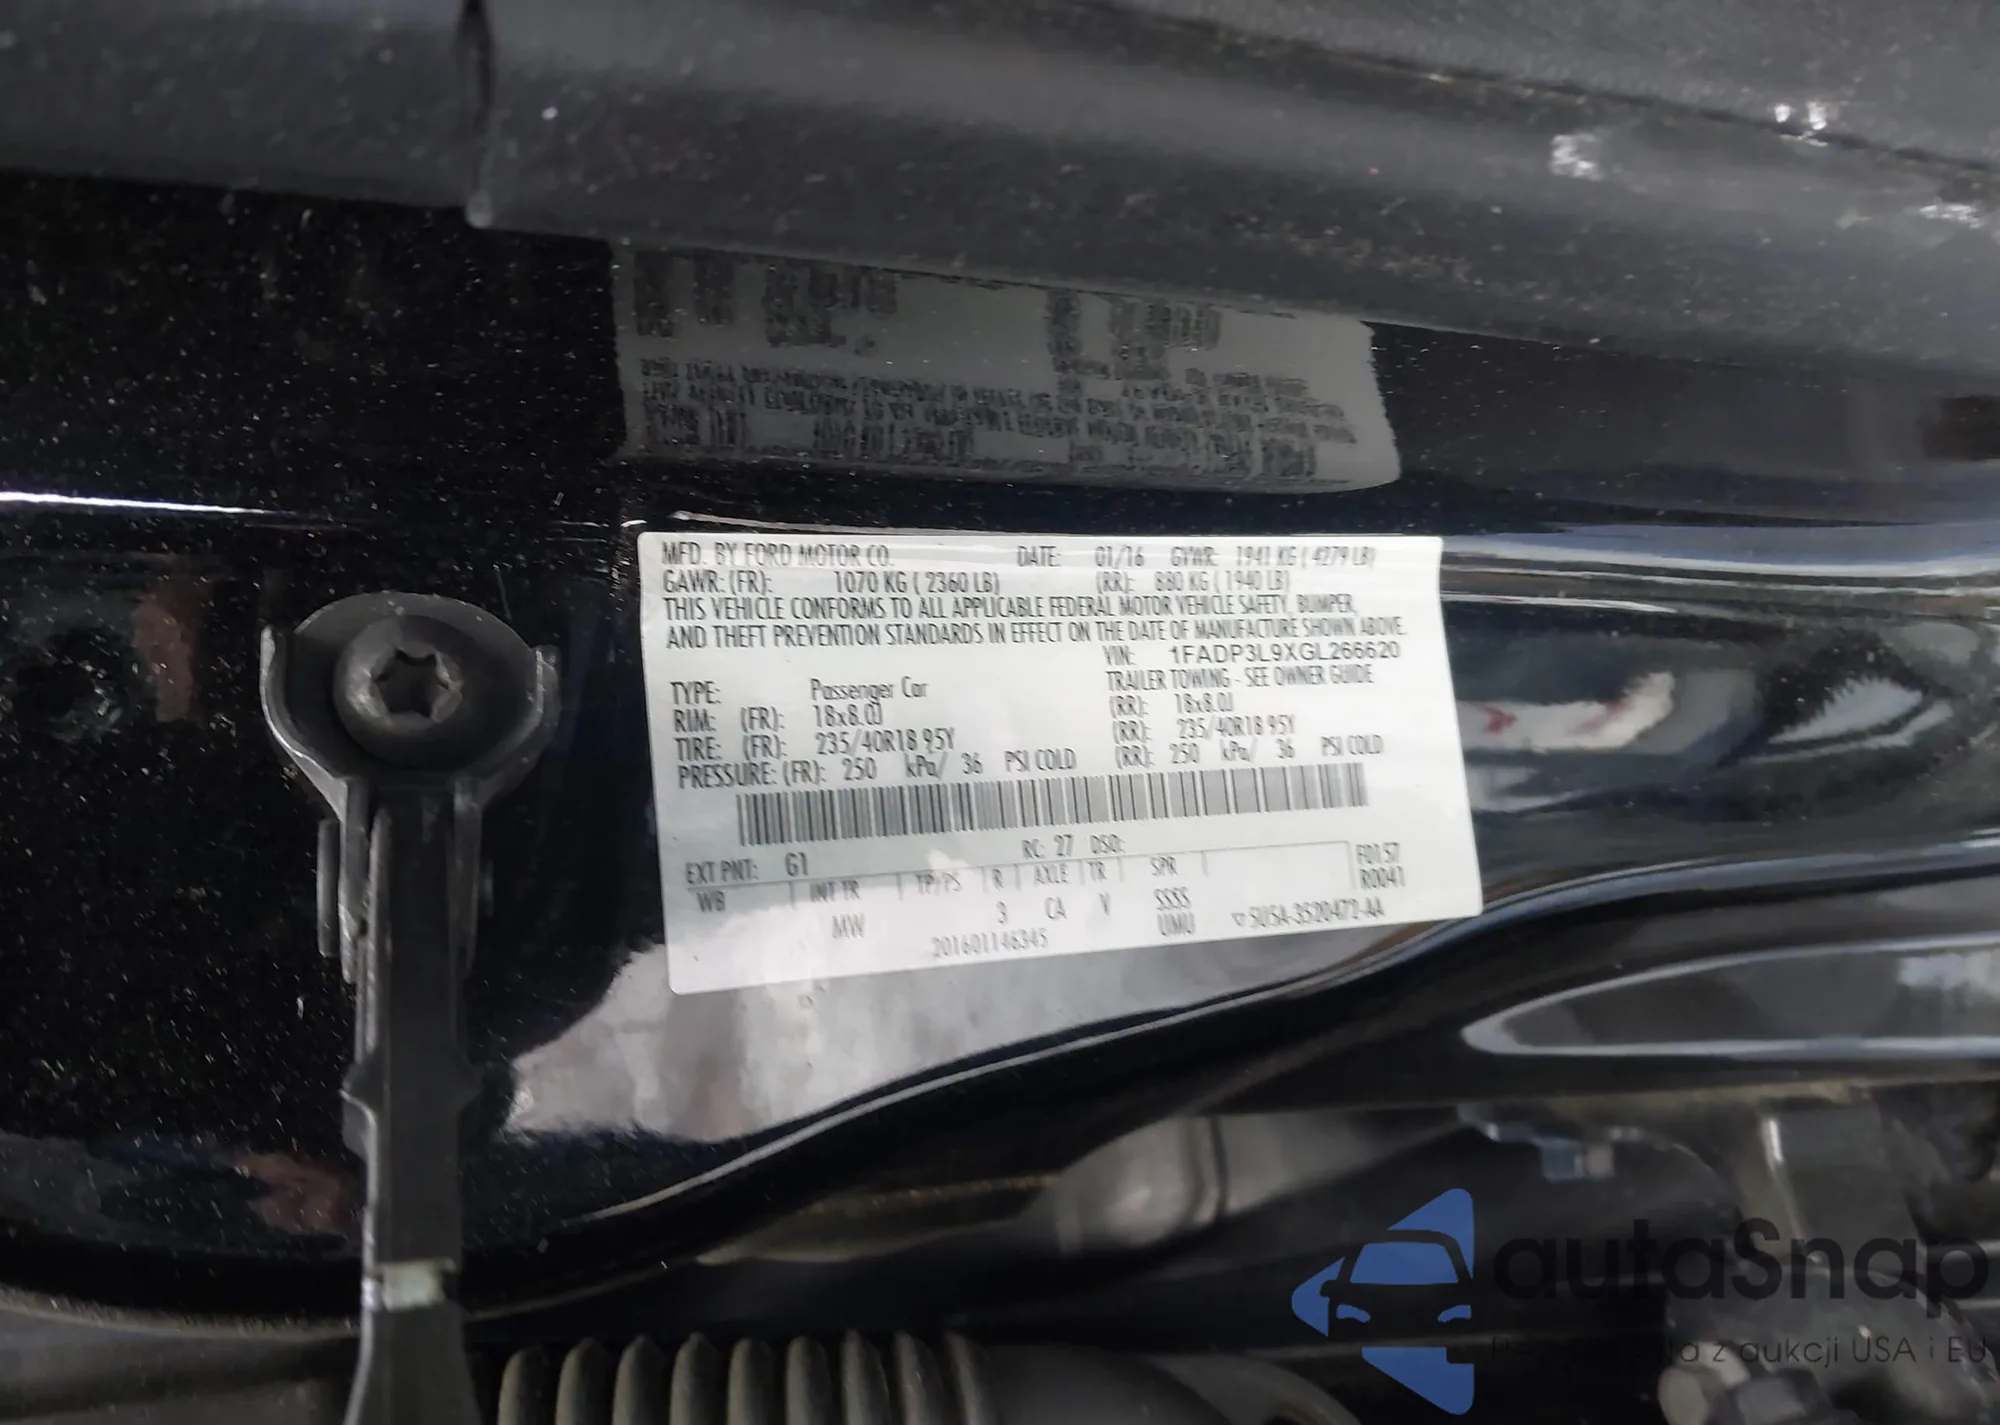 MFD. BY FORD MOTOR CO. DATE: 01/16 GVWR: 1941 KG ( 4279 LB)
GAWR: (FR): 1070 KG ( 2360 LB) (RR): 880 KG ( 1940 LB)
THIS VEHICLE CONFORMS TO ALL APPLICABLE FEDERAL MOTOR VEHICLE SAFETY, BUMPER,
AND THEFT PREVENTION STANDARDS IN EFFECT ON THE DATE OF MANUFACTURE SHOWN ABOVE.
VIN: 1FADP3L9XGL266620
TYPE: Passenger Car TRAILER TOWING - SEE OWNER GUIDE
RIM: (FR): 18x8.0J (RR): 18x8.0J
TIRE: (FR): 235/40R18 95Y (RR): 235/40R18 95Y
PRESSURE: (FR): 250 kPa/ 36 PSI COLD (RR): 250 kPa/ 36 PSI COLD
EXT PNT: G1 RC: 27 DSO: F0157
WB INT TR TP/PS R AXLE TR SPR R0041
MW 3 CA V SSSS
201601146345 UMU 5U5A-3520472-AA
autaSnap
z aukcji USA i EU